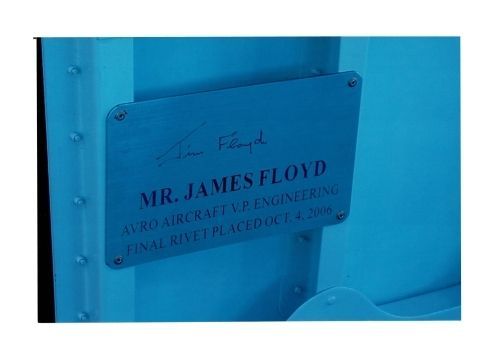 Jim Floyd
MR. JAMES FLOYD
AVRO AIRCRAFT V.P. ENGINEERING
FINAL RIVET PLACED OCT. 4, 2006